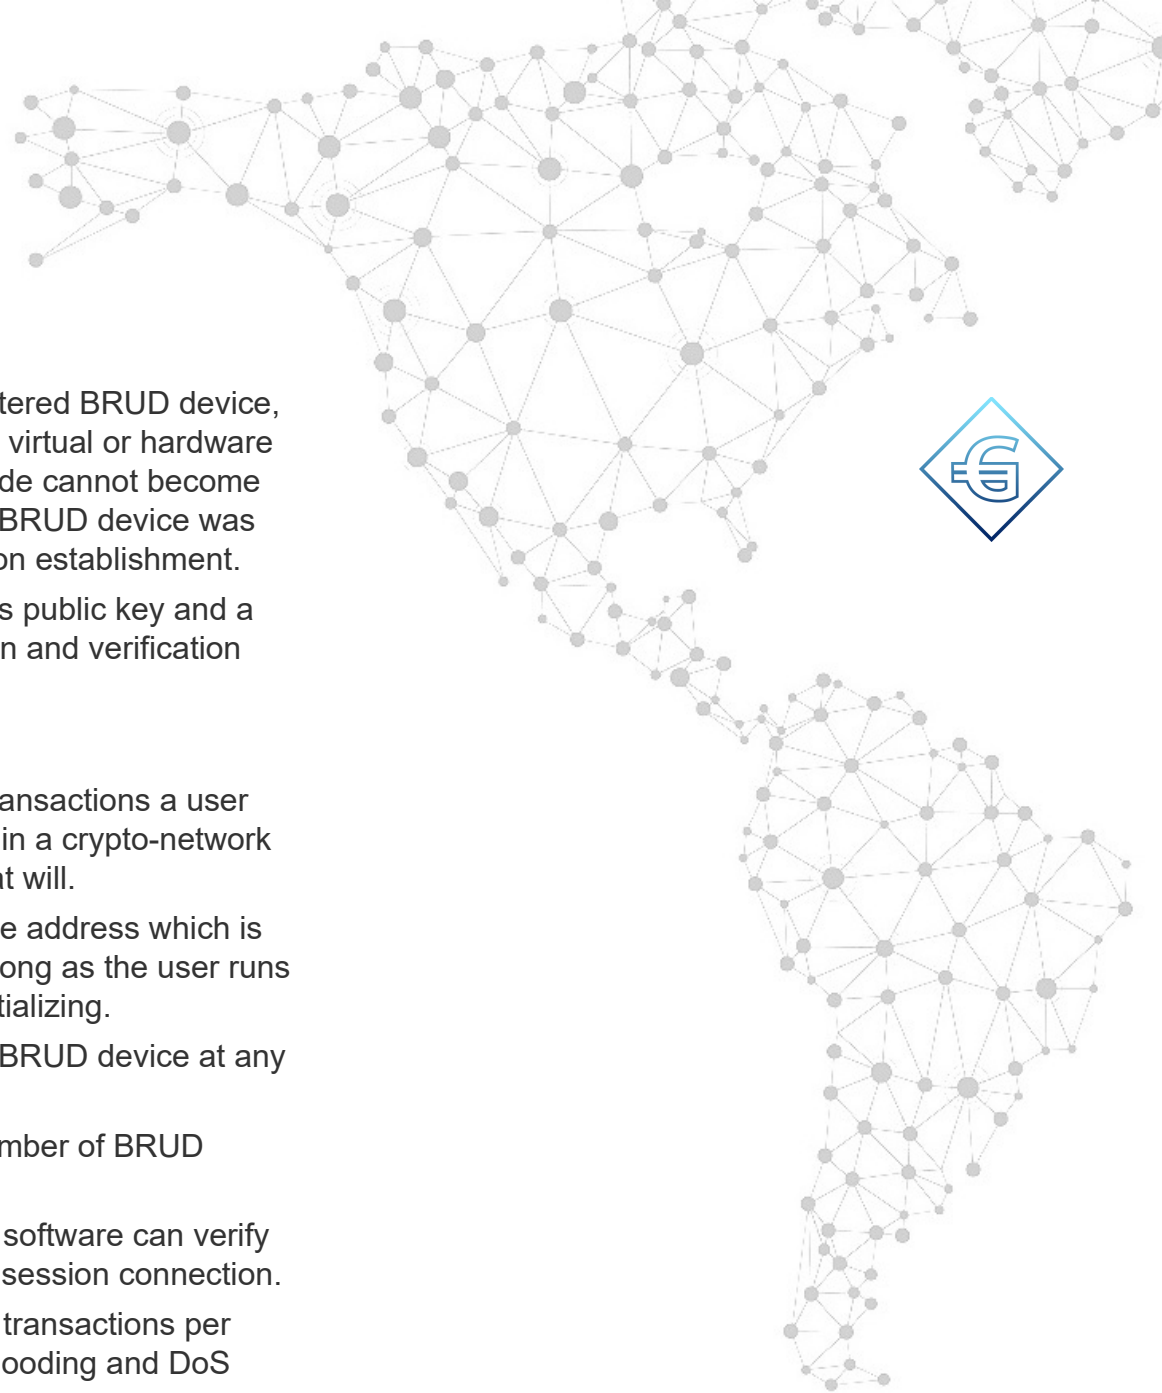 tered BRUD device,
virtual or hardware
de cannot become
BRUD device was
on establishment.
s public key and a
n and verification
ansactions a user
in a crypto-network
at will.
e address which is
ong as the user runs
tializing.
BRUD device at any
mber of BRUD
software can verify
session connection.
transactions per
ooding and DoS